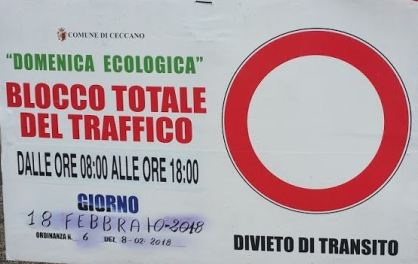 COMUNE DI CECCANO
"DOMENICA ECOLOGICA"
BLOCCO TOTALE
DEL TRAFFICO
DALLE ORE 08:00 ALLE ORE 18:00
GIORNO
18 FEBBRAIO-2018
ORDINANZA N. 6 DEL 8-02-2018
DIVIETO DI TRANSITO